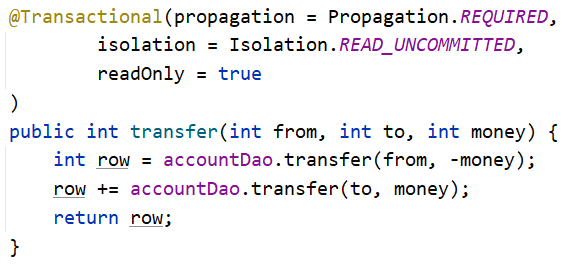 @Transactional(propagation = Propagation.REQUIRED,
        isolation = Isolation.READ_UNCOMMITTED,
        readOnly = true
)
public int transfer(int from, int to, int money) {
    int row = accountDao.transfer(from, -money);
    row += accountDao.transfer(to, money);
    return row;
}